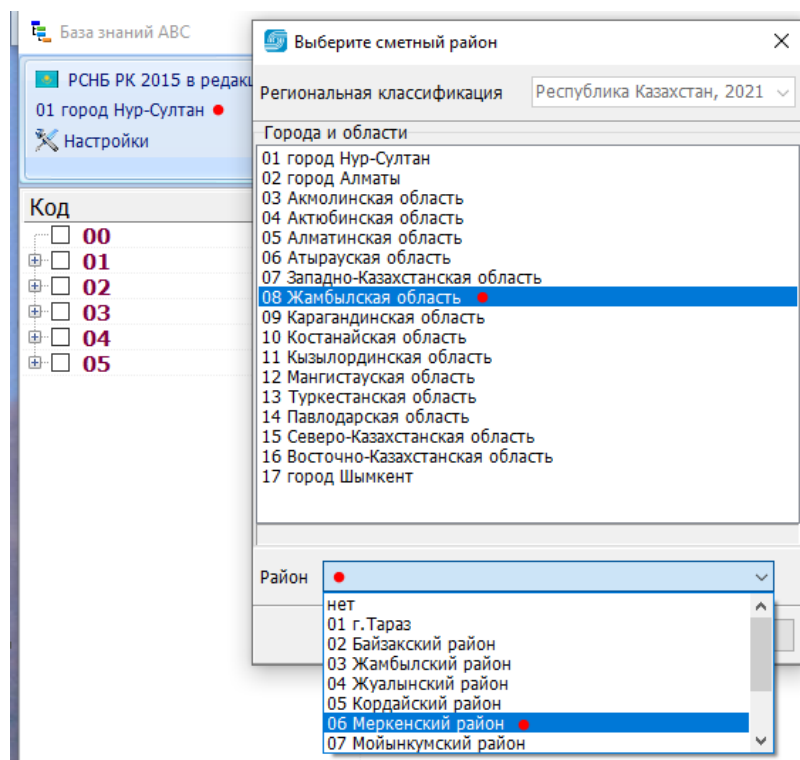 База знаний ABC
РСНБ РК 2015 в редакц
01 город Нур-Султан
Настройки
Код
00
01
02
03
04
05
Выберите сметный район
Региональная классификация
Республика Казахстан, 2021
Города и области
01 город Нур-Султан
02 город Алматы
03 Акмолинская область
04 Актюбинская область
05 Алматинская область
06 Атырауская область
07 Западно-Казахстанская область
08 Жамбылская область
09 Карагандинская область
10 Костанайская область
11 Кызылординская область
12 Мангистауская область
13 Туркестанская область
14 Павлодарская область
15 Северо-Казахстанская область
16 Восточно-Казахстанская область
17 город Шымкент
Район
нет
01 г.Тараз
02 Байзакский район
03 Жамбылский район
04 Жуалынский район
05 Кордайский район
06 Меркенский район
07 Мойынкумский район